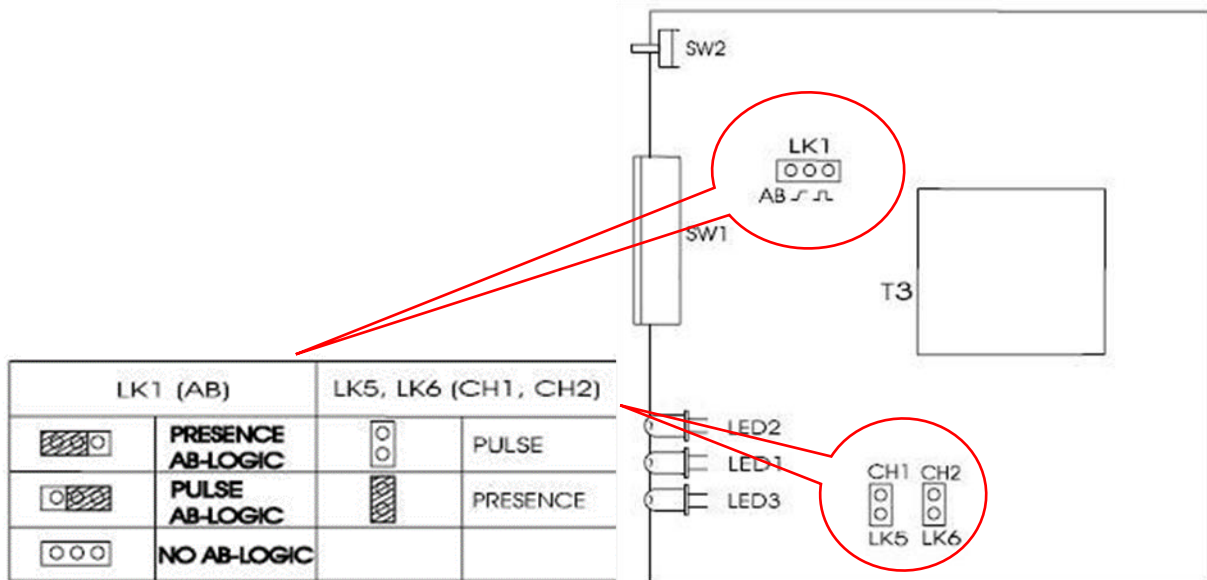 SW2
LK1
AB
SW1
T3
LK1 (AB)
LK5, LK6 (CH1, CH2)
PRESENCE
AB-LOGIC
PULSE
PULSE
AB-LOGIC
PRESENCE
NO AB-LOGIC
LED2
LED1
LED3
CH1 CH2
LK5 LK6